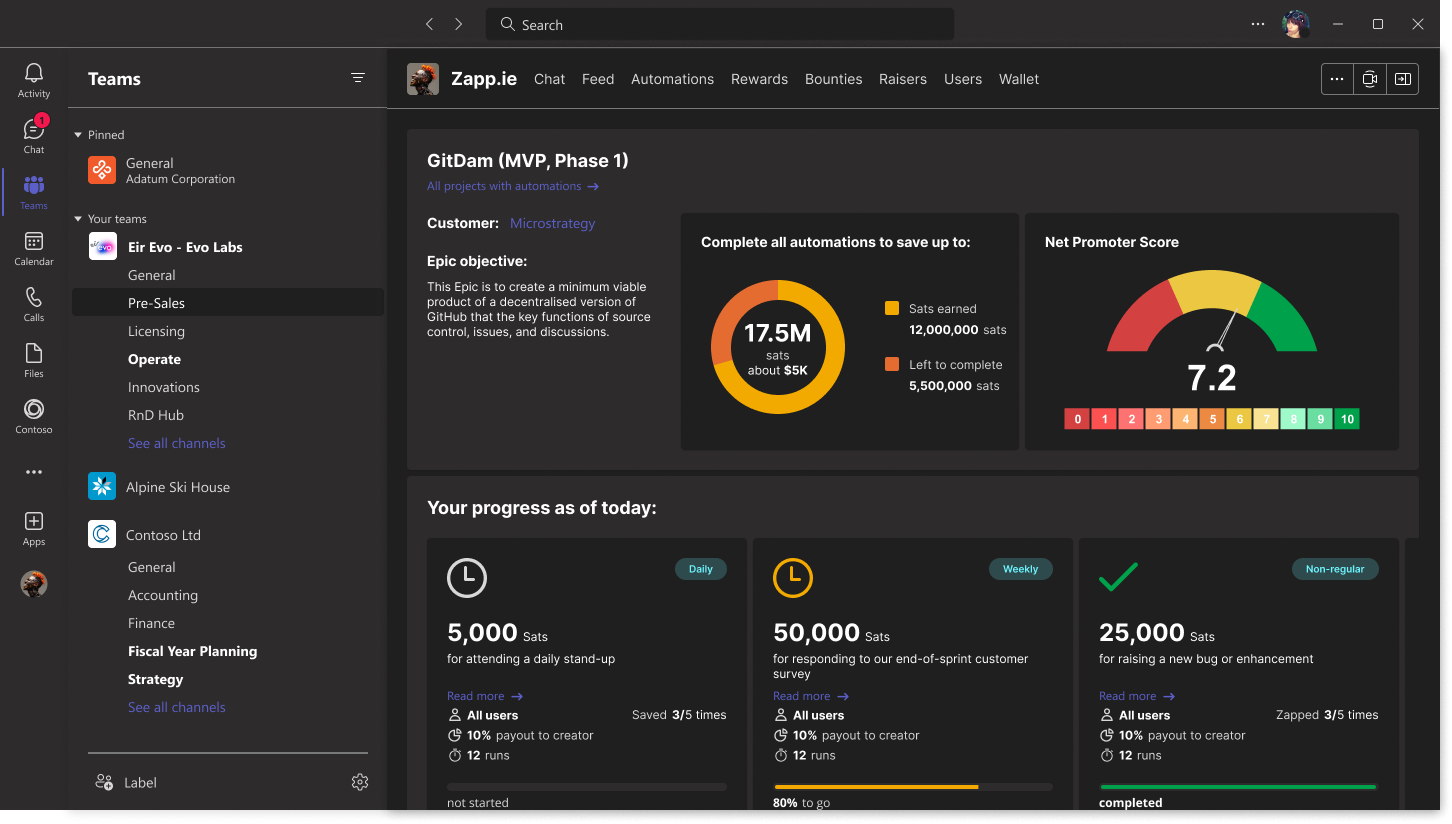 Search
Activity
1
Chat
Teams
Calendar
Calls
Files
Contoso
Apps
Teams
Pinned
General
Adatum Corporation
Your teams
evo
Eir Evo - Evo Labs
General
Pre-Sales
Licensing
Operate
Innovations
RnD Hub
See all channels
Alpine Ski House
Contoso Ltd
General
Accounting
Finance
Fiscal Year Planning
Strategy
See all channels
Label
Zapp.ie Chat Feed Automations Rewards Bounties Raisers Users Wallet
GitDam (MVP, Phase 1)
All projects with automations →
Customer: Microstrategy
Epic objective:
This Epic is to create a minimum viable
product of a decentralised version of
GitHub that the key functions of source
control, issues, and discussions.
Complete all automations to save up to:
17.5M
sats
about $5K
Sats earned
12,000,000 sats
Left to complete
5,500,000 sats
Net Promoter Score
7.2
0 1 2 3 4 5 6 7 8 9 10
Your progress as of today:
Daily
5,000 Sats
for attending a daily stand-up
Read more →
All users Saved 3/5 times
10% payout to creator
12 runs
not started
Weekly
50,000 Sats
for responding to our end-of-sprint customer
survey
Read more →
All users
10% payout to creator
12 runs
80% to go
Non-regular
25,000 Sats
for raising a new bug or enhancement
Read more →
All users Zapped 3/5 times
10% payout to creator
12 runs
completed